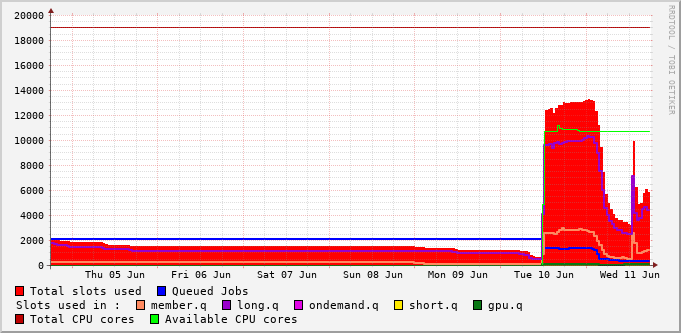 RRDTOOL / TOBI OETIKER
20000
18000
16000
14000
12000
10000
8000
6000
4000
2000
0
Thu 05 Jun Fri 06 Jun Sat 07 Jun Sun 08 Jun Mon 09 Jun Tue 10 Jun Wed 11 Jun
Total slots used Queued Jobs
Slots used in : member.q long.q ondemand.q short.q gpu.q
Total CPU cores Available CPU cores